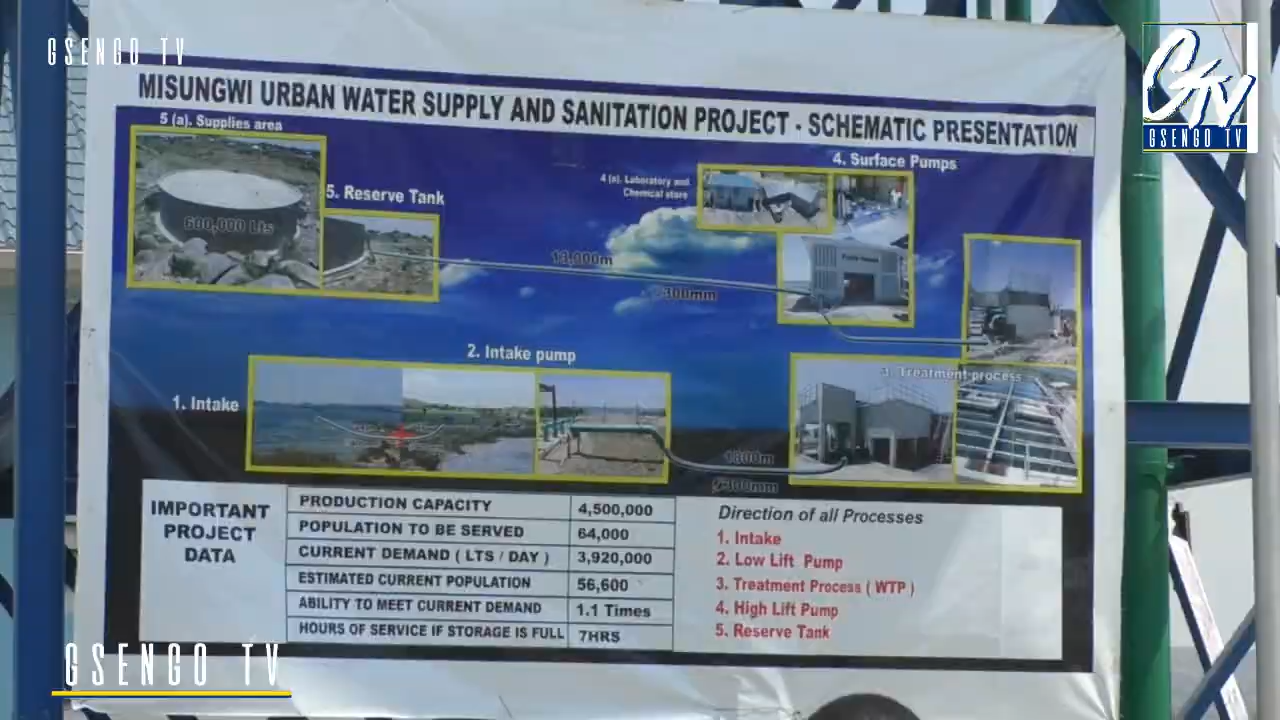 GSENGO TV
GTV
GSENGO TV
MISUNGWI URBAN WATER SUPPLY AND SANITATION PROJECT - SCHEMATIC PRESENTATION
5 (a). Supplies area
600,000 Lts
5. Reserve Tank
13,000m
300mm
4. Surface Pumps
4 (a). Laboratory and
Chemical store
1. Intake
2. Intake pump
3. Treatment process
1800m
300mm
IMPORTANT
PROJECT
DATA
PRODUCTION CAPACITY 4,500,000
POPULATION TO BE SERVED 64,000
CURRENT DEMAND ( LTS / DAY ) 3,920,000
ESTIMATED CURRENT POPULATION 56,600
ABILITY TO MEET CURRENT DEMAND 1.1 Times
HOURS OF SERVICE IF STORAGE IS FULL 7HRS
Direction of all Processes
1. Intake
2. Low Lift Pump
3. Treatment Process ( WTP )
4. High Lift Pump
5. Reserve Tank
GSENGO TV